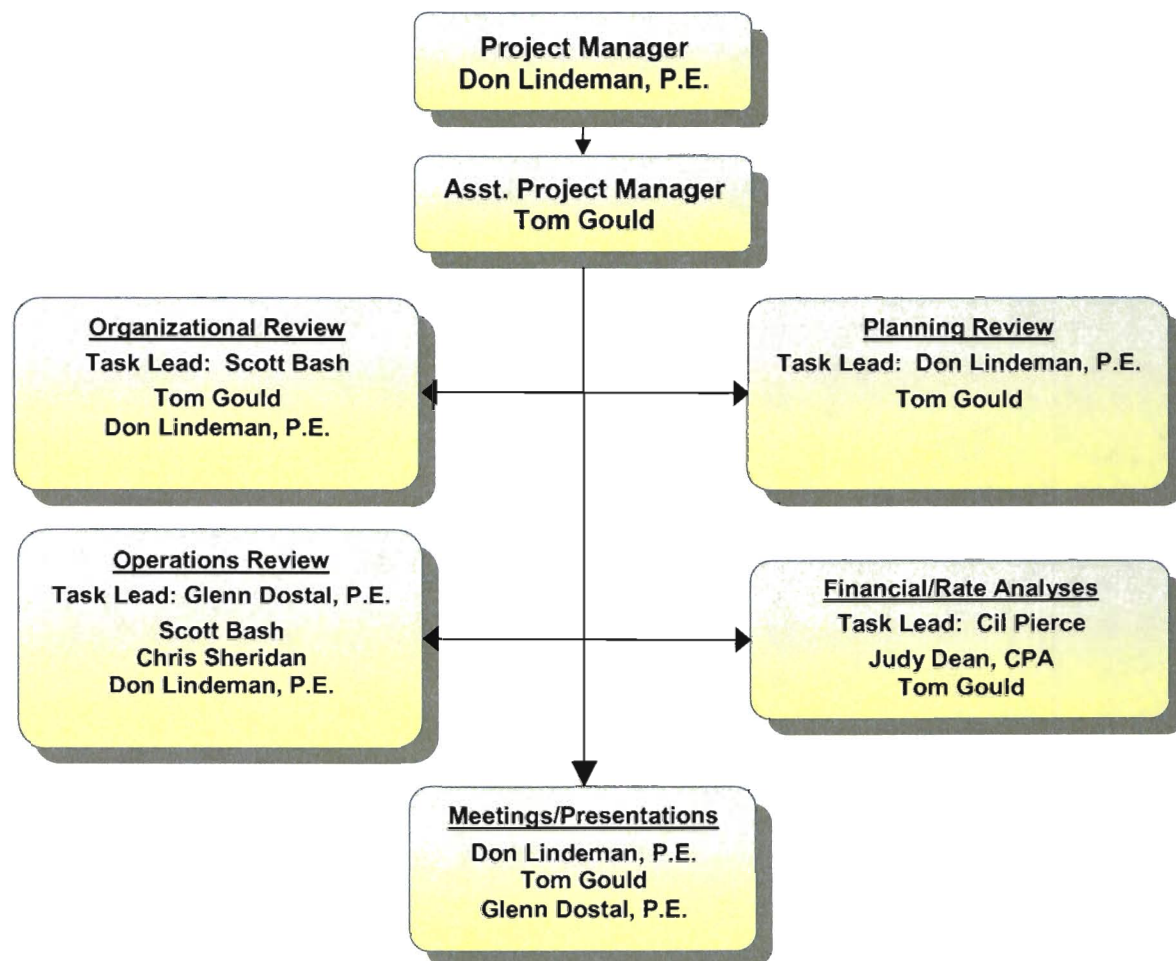 Project Manager
Don Lindeman, P.E.
Asst. Project Manager
Tom Gould
Organizational Review
Task Lead: Scott Bash
Tom Gould
Don Lindeman, P.E.
Planning Review
Task Lead: Don Lindeman, P.E.
Tom Gould
Operations Review
Task Lead: Glenn Dostal, P.E.
Scott Bash
Chris Sheridan
Don Lindeman, P.E.
Financial/Rate Analyses
Task Lead: Cil Pierce
Judy Dean, CPA
Tom Gould
Meetings/Presentations
Don Lindeman, P.E.
Tom Gould
Glenn Dostal, P.E.